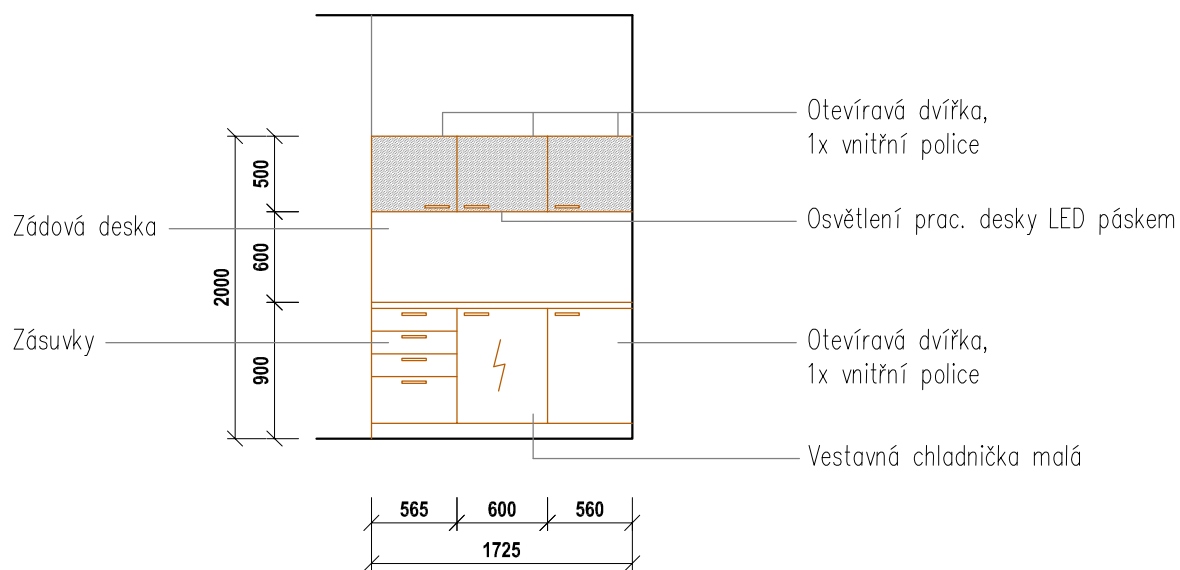 Otevíravá dvířka,
1x vnitřní police
500
Zádová deska
Osvětlení prac. desky LED páskem
600
2000
Zásuvky
Otevíravá dvířka,
1x vnitřní police
900
Vestavná chladnička malá
565
600
560
1725